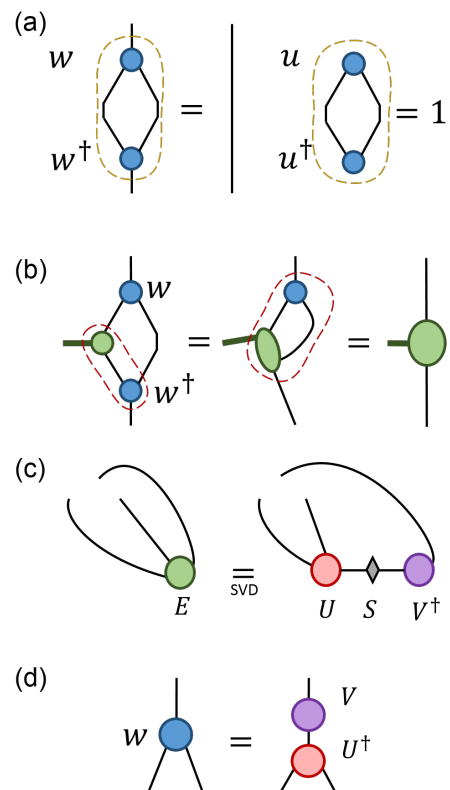 (a)
w = u = 1
w† u†
(b)
w = =
w†
(c)
=
SVD
E U S V†
(d)
V
w = U†